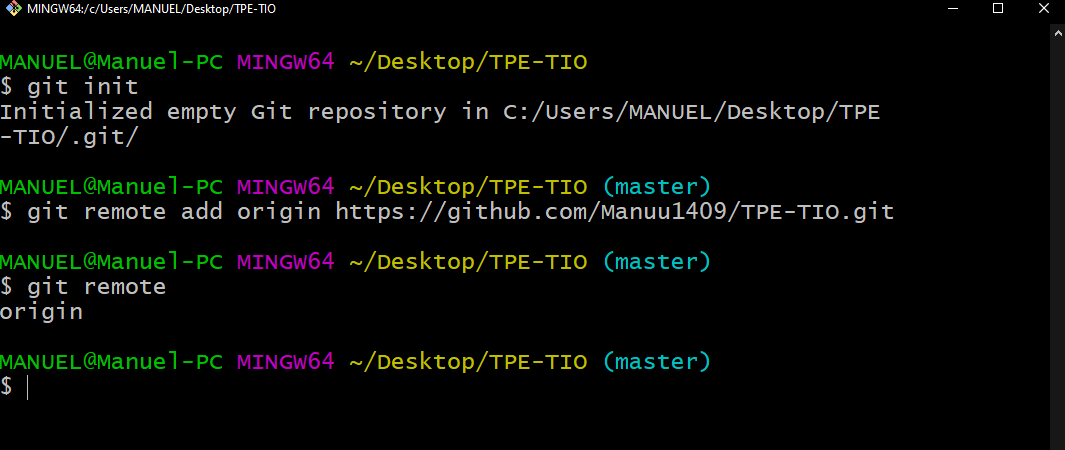 MINGW64:/c/Users/MANUEL/Desktop/TPE-TIO
MANUEL@Manuel-PC MINGW64 ~/Desktop/TPE-TIO
$ git init
Initialized empty Git repository in C:/Users/MANUEL/Desktop/TPE
-TIO/.git/
MANUEL@Manuel-PC MINGW64 ~/Desktop/TPE-TIO (master)
$ git remote add origin https://github.com/Manuu1409/TPE-TIO.git
MANUEL@Manuel-PC MINGW64 ~/Desktop/TPE-TIO (master)
$ git remote
origin
MANUEL@Manuel-PC MINGW64 ~/Desktop/TPE-TIO (master)
$